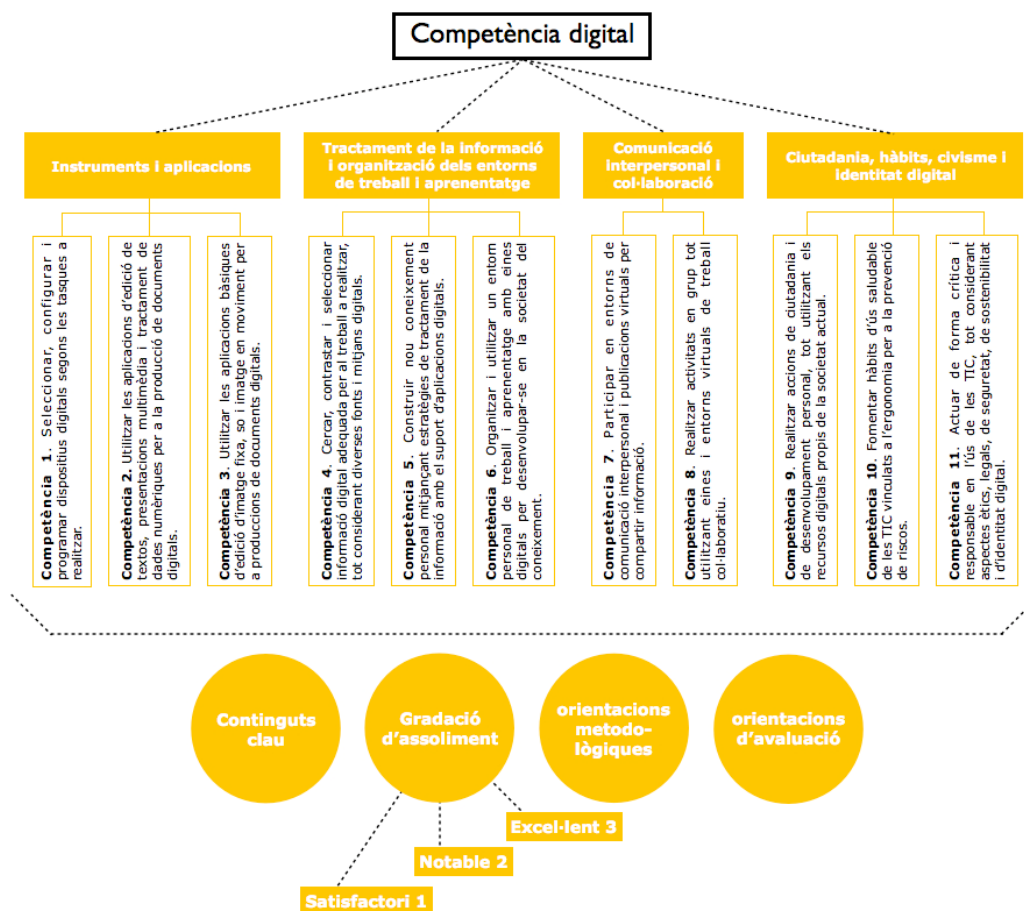 Competència digital
Instruments i aplicacions
Tractament de la informació
i organització dels entorns
de treball i aprenentatge
Comunicació
interpersonal i
col·laboració
Ciutadania, hàbits, civisme i
identitat digital
Competència 1. Seleccionar, configurar i
programar dispositius digitals segons les tasques a
realitzar.
Competència 2. Utilitzar les aplicacions d’edició de
textos, presentacions multimèdia i tractament de
dades numèriques per a la producció de documents
digitals.
Competència 3. Utilitzar les aplicacions bàsiques
d’edició d’imatge fixa, so i imatge en moviment per
a produccions de documents digitals.
Competència 4. Cercar, contrastar i seleccionar
informació digital adequada per al treball a realitzar,
tot considerant diverses fonts i mitjans digitals.
Competència 5. Construir nou coneixement
personal mitjançant estratègies de tractament de la
informació amb el suport d’aplicacions digitals.
Competència 6. Organitzar i utilitzar un entorn
personal de treball i aprenentatge amb eines
digitals per desenvolupar-se en la societat del
coneixement.
Competència 7. Participar en entorns de
comunicació interpersonal i publicacions virtuals per
compartir informació.
Competència 8. Realitzar activitats en grup tot
utilitzant eines i entorns virtuals de treball
col·laboratiu.
Competència 9. Realitzar accions de ciutadania i
de desenvolupament personal, tot utilitzant els
recursos digitals propis de la societat actual.
Competència 10. Fomentar hàbits d’ús saludable
de les TIC vinculats a l’ergonomia per a la prevenció
de riscos.
Competència 11. Actuar de forma crítica i
responsable en l’ús de les TIC, tot considerant
aspectes ètics, legals, de seguretat, de sostenibilitat
i d’identitat digital.
Continguts
clau
Gradació
d’assoliment
orientacions
metodo-
lògiques
orientacions
d’avaluació
Excel·lent 3
Notable 2
Satisfactori 1